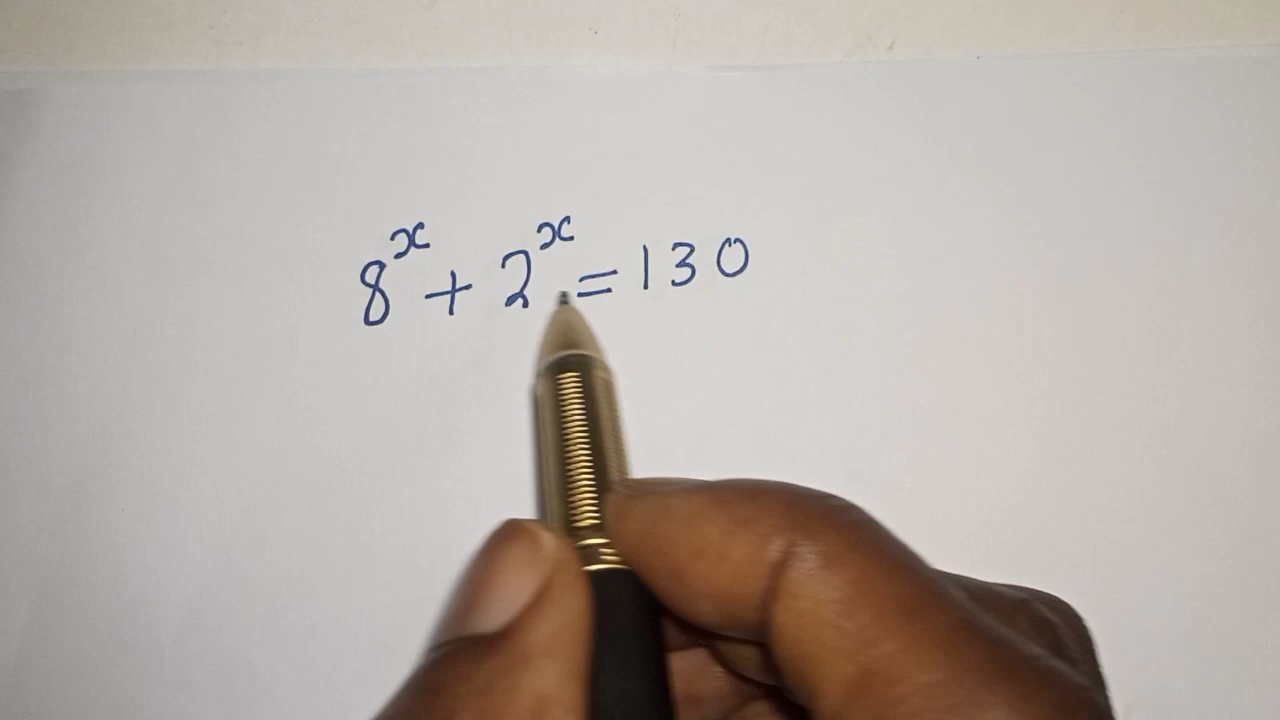 8^x + 2^x = 130